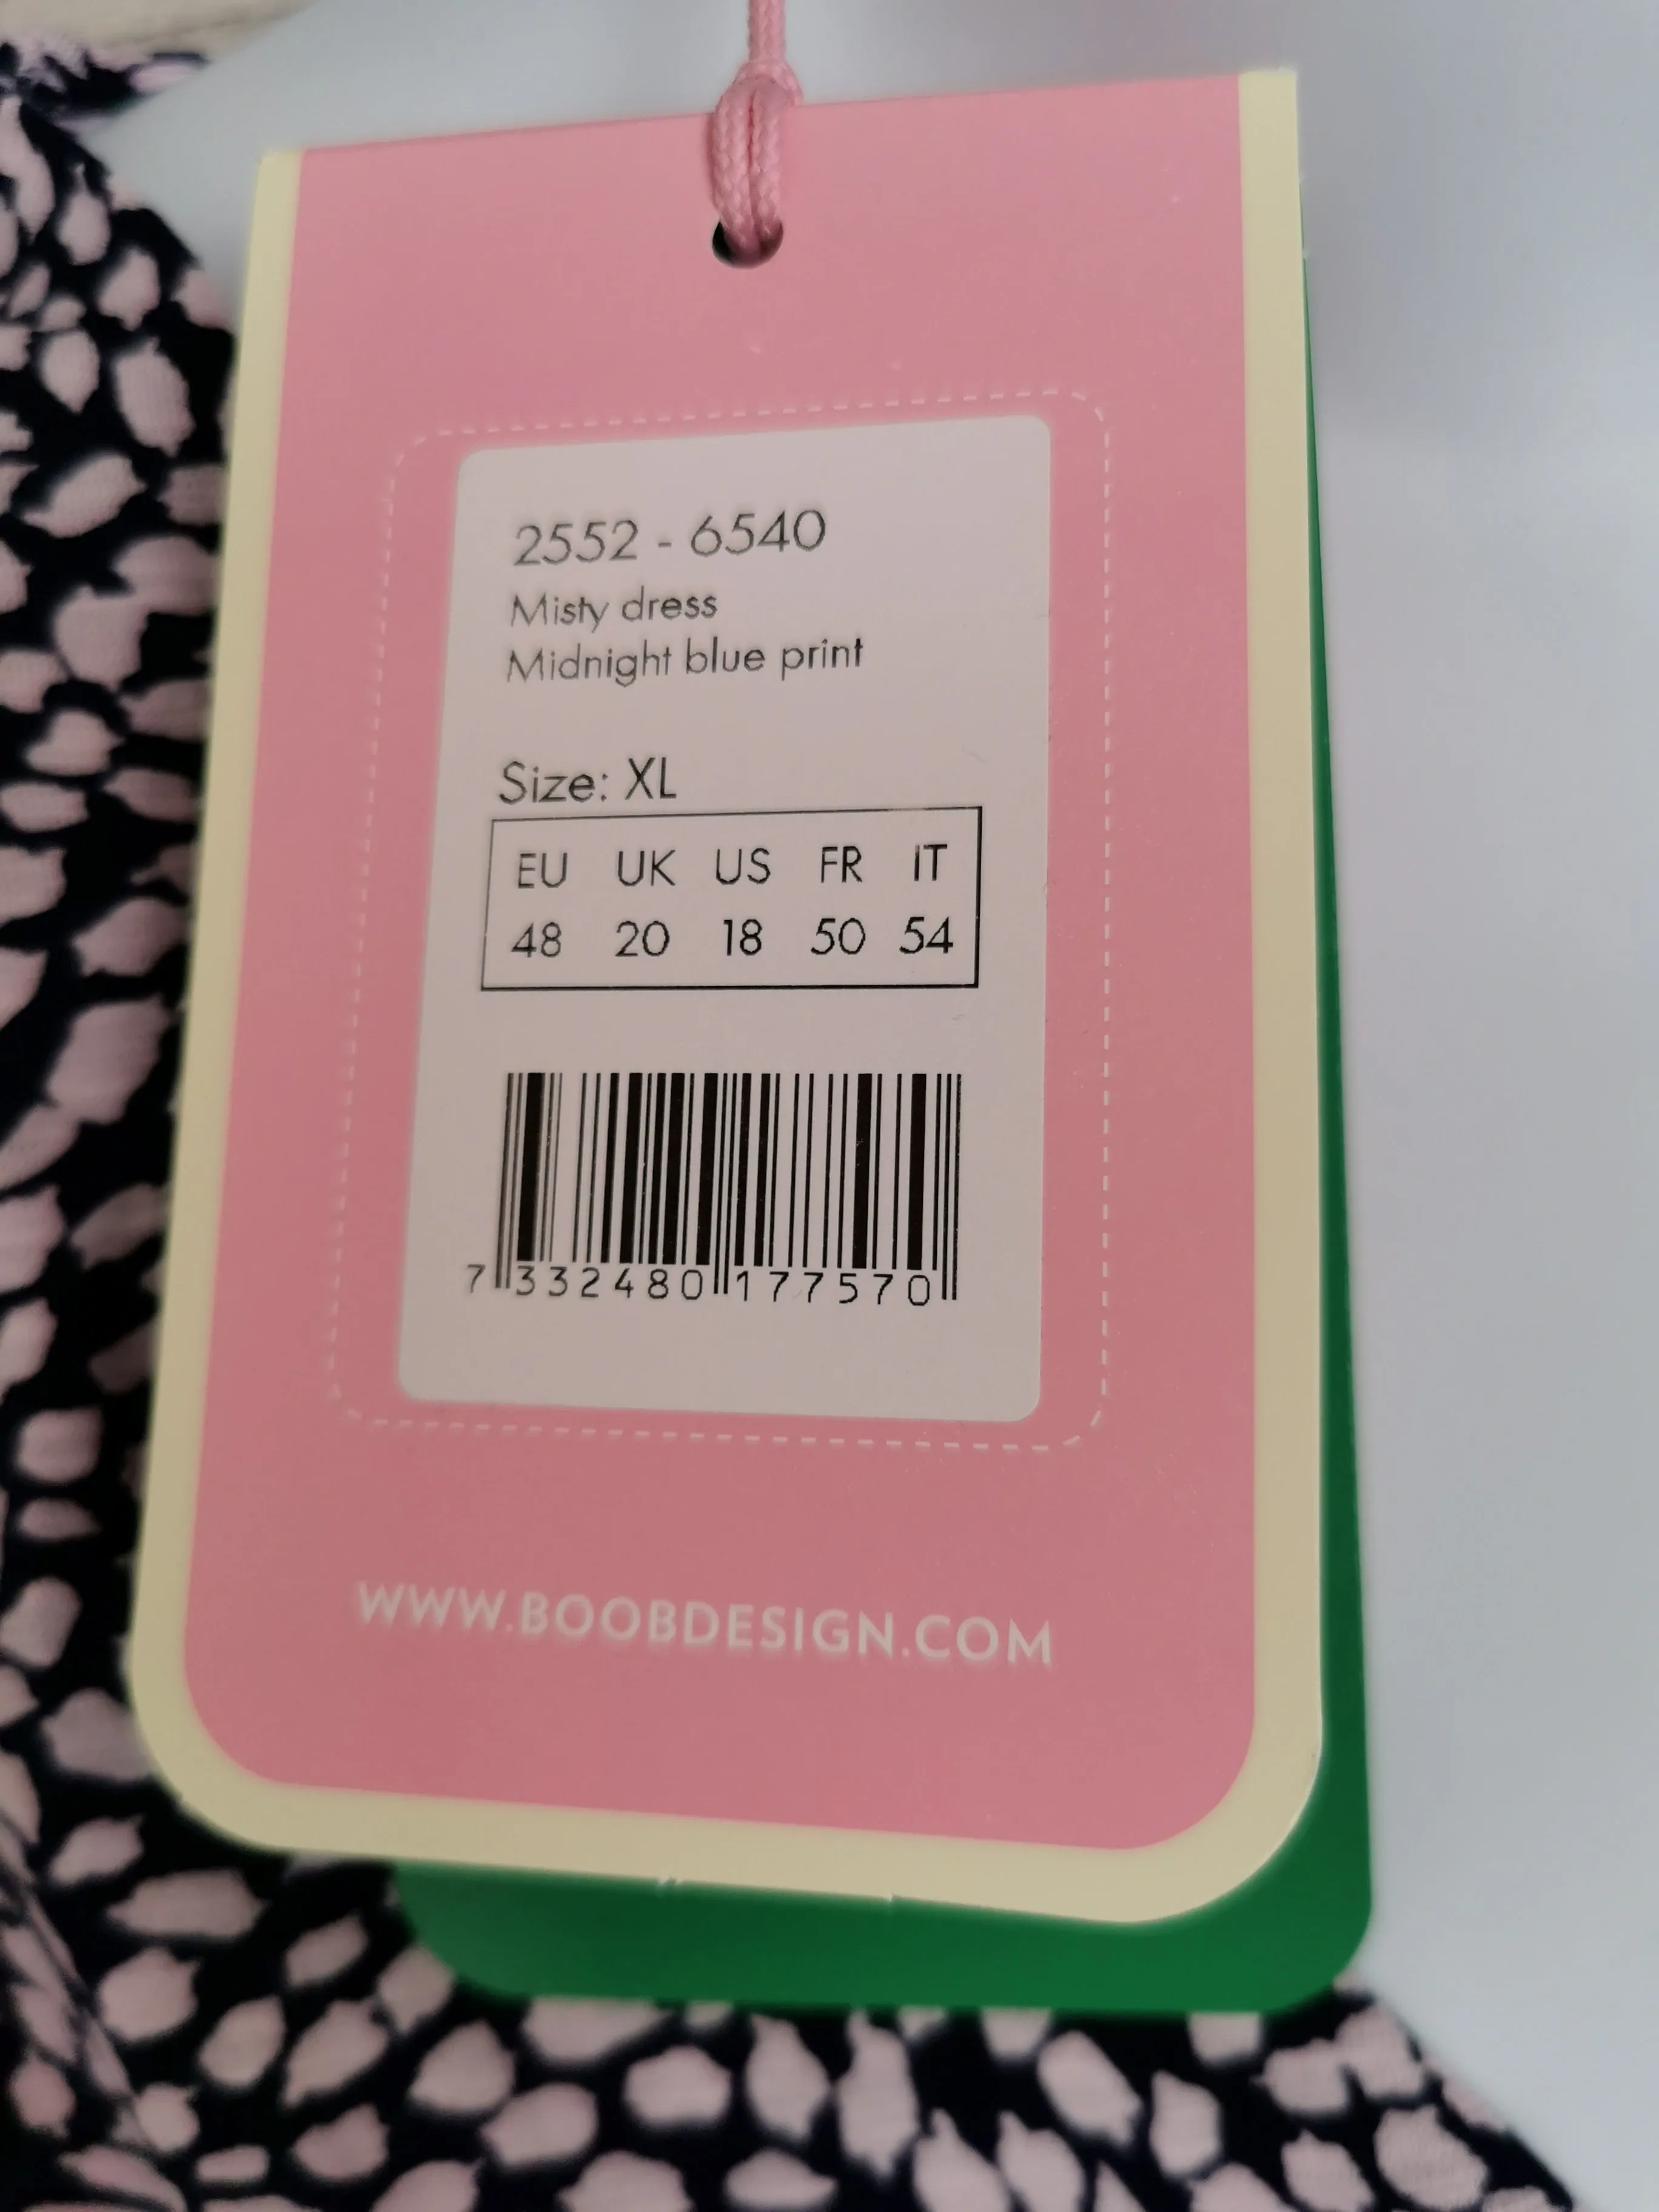 2552 - 6540
Misty dress
Midnight blue print
Size: XL
EU UK US FR IT
48 20 18 50 54
7 332480 177570
WWW.BOOBDESIGN.COM